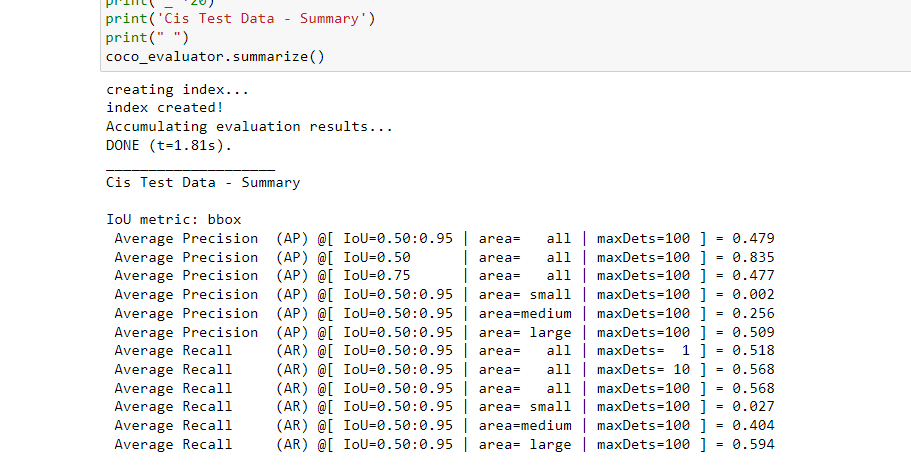 print('_'*20)
print('Cis Test Data - Summary')
print(" ")
coco_evaluator.summarize()
creating index...
index created!
Accumulating evaluation results...
DONE (t=1.81s).
____________________
Cis Test Data - Summary
IoU metric: bbox
 Average Precision  (AP) @[ IoU=0.50:0.95 | area=   all | maxDets=100 ] = 0.479
 Average Precision  (AP) @[ IoU=0.50      | area=   all | maxDets=100 ] = 0.835
 Average Precision  (AP) @[ IoU=0.75      | area=   all | maxDets=100 ] = 0.477
 Average Precision  (AP) @[ IoU=0.50:0.95 | area= small | maxDets=100 ] = 0.002
 Average Precision  (AP) @[ IoU=0.50:0.95 | area=medium | maxDets=100 ] = 0.256
 Average Precision  (AP) @[ IoU=0.50:0.95 | area= large | maxDets=100 ] = 0.509
 Average Recall     (AR) @[ IoU=0.50:0.95 | area=   all | maxDets=  1 ] = 0.518
 Average Recall     (AR) @[ IoU=0.50:0.95 | area=   all | maxDets= 10 ] = 0.568
 Average Recall     (AR) @[ IoU=0.50:0.95 | area=   all | maxDets=100 ] = 0.568
 Average Recall     (AR) @[ IoU=0.50:0.95 | area= small | maxDets=100 ] = 0.027
 Average Recall     (AR) @[ IoU=0.50:0.95 | area=medium | maxDets=100 ] = 0.404
 Average Recall     (AR) @[ IoU=0.50:0.95 | area= large | maxDets=100 ] = 0.594